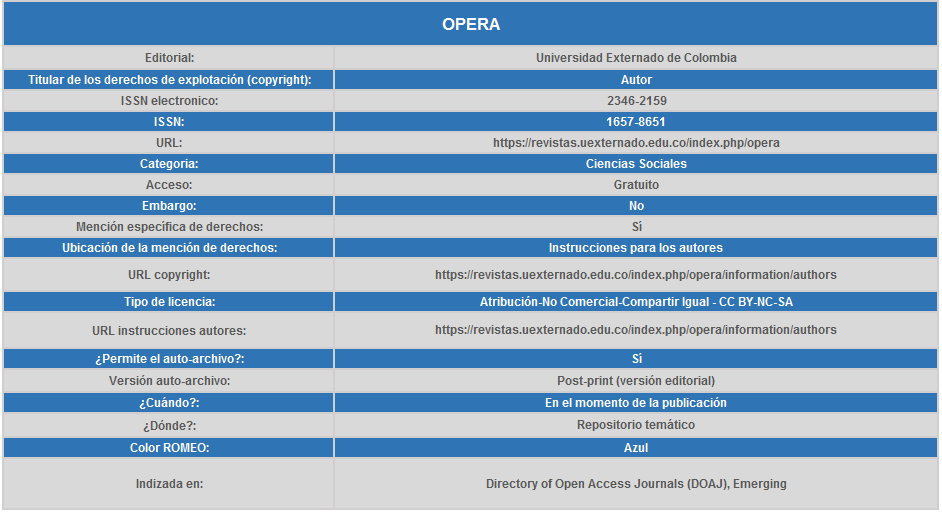 OPERA
Editorial: Universidad Externado de Colombia
Titular de los derechos de explotación (copyright): Autor
ISSN electronico: 2346-2159
ISSN: 1657-8651
URL: https://revistas.uexternado.edu.co/index.php/opera
Categoria: Ciencias Sociales
Acceso: Gratuito
Embargo: No
Mención específica de derechos: Sí
Ubicación de la mención de derechos: Instrucciones para los autores
URL copyright: https://revistas.uexternado.edu.co/index.php/opera/information/authors
Tipo de licencia: Atribución-No Comercial-Compartir Igual - CC BY-NC-SA
URL instrucciones autores: https://revistas.uexternado.edu.co/index.php/opera/information/authors
¿Permite el auto-archivo?: Sí
Versión auto-archivo: Post-print (versión editorial)
¿Cuándo?: En el momento de la publicación
¿Dónde?: Repositorio temático
Color ROMEO: Azul
Indizada en: Directory of Open Access Journals (DOAJ), Emerging